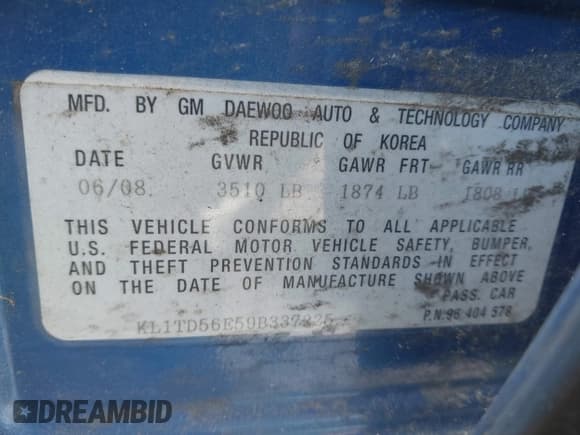 MFD. BY GM DAEWOO AUTO & TECHNOLOGY COMPANY
REPUBLIC OF KOREA
DATE GVWR GAWR FRT GAWR RR
06/08 3510 LB 1874 LB 1808
THIS VEHICLE CONFORMS TO ALL APPLICABLE
U.S. FEDERAL MOTOR VEHICLE SAFETY, BUMPER,
AND THEFT PREVENTION STANDARDS IN EFFECT
ON THE DATE OF MANUFACTURE SHOWN ABOVE
PASS. CAR
P.N.96 404 578
DREAMBID